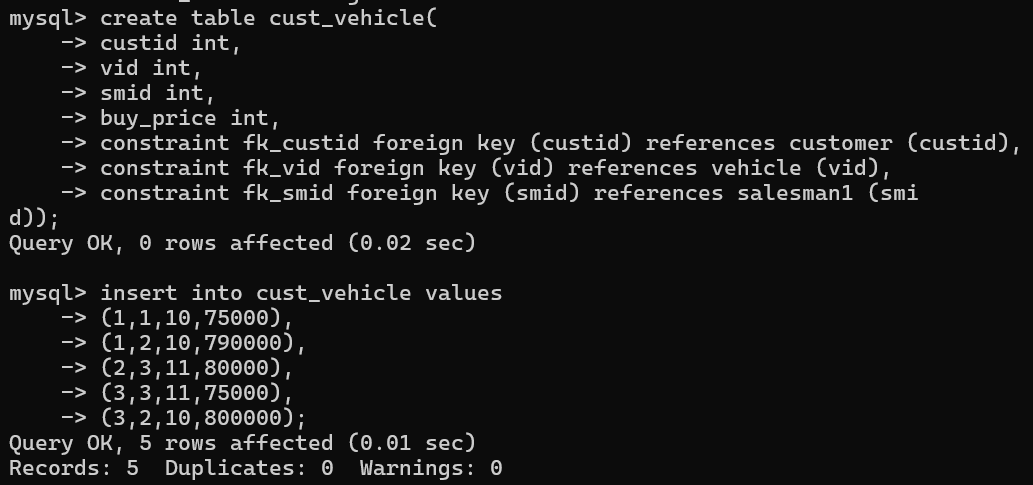 mysql> create table cust_vehicle(
    -> custid int,
    -> vid int,
    -> smid int,
    -> buy_price int,
    -> constraint fk_custid foreign key (custid) references customer (custid),
    -> constraint fk_vid foreign key (vid) references vehicle (vid),
    -> constraint fk_smid foreign key (smid) references salesman1 (smi
d));
Query OK, 0 rows affected (0.02 sec)

mysql> insert into cust_vehicle values
    -> (1,1,10,75000),
    -> (1,2,10,790000),
    -> (2,3,11,80000),
    -> (3,3,11,75000),
    -> (3,2,10,800000);
Query OK, 5 rows affected (0.01 sec)
Records: 5  Duplicates: 0  Warnings: 0